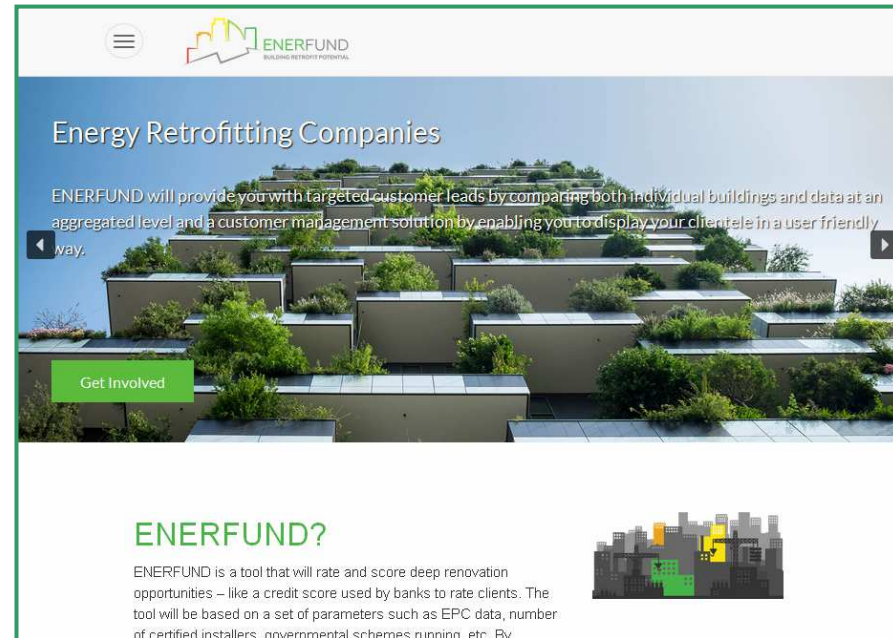 ENERFUND
BUILDING RETROFIT POTENTIAL
Energy Retrofitting Companies
ENERFUND will provide you with targeted customer leads by comparing both individual buildings and data at an
aggregated level and a customer management solution by enabling you to display your clientele in a user friendly
way.
Get Involved
ENERFUND?
ENERFUND is a tool that will rate and score deep renovation
opportunities – like a credit score used by banks to rate clients. The
tool will be based on a set of parameters such as EPC data, number
of certified installers, governmental schemes running, etc. By